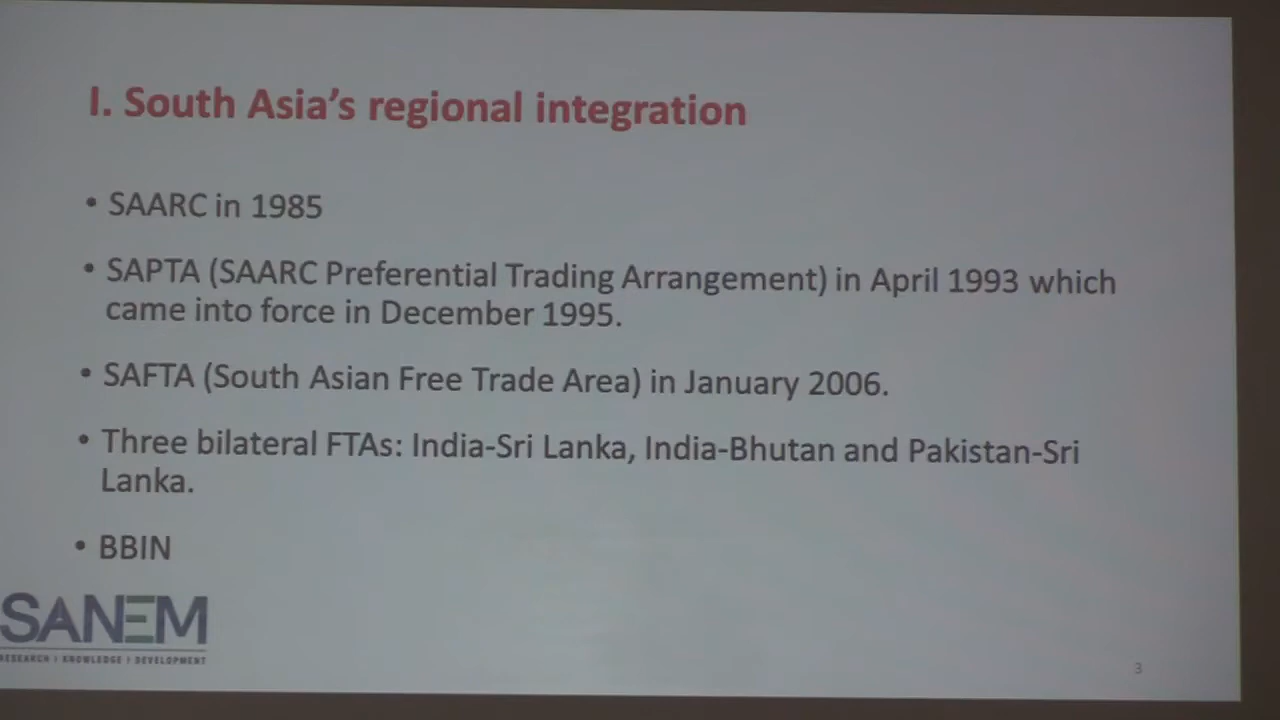 I. South Asia's regional integration
• SAARC in 1985
• SAPTA (SAARC Preferential Trading Arrangement) in April 1993 which
came into force in December 1995.
• SAFTA (South Asian Free Trade Area) in January 2006.
• Three bilateral FTAs: India-Sri Lanka, India-Bhutan and Pakistan-Sri
Lanka.
• BBIN
SANEM
RESEARCH I KNOWLEDGE I DEVELOPMENT
3